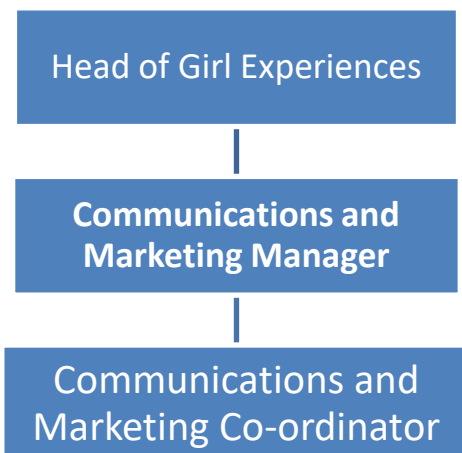 Head of Girl Experiences
Communications and
Marketing Manager
Communications and
Marketing Co-ordinator